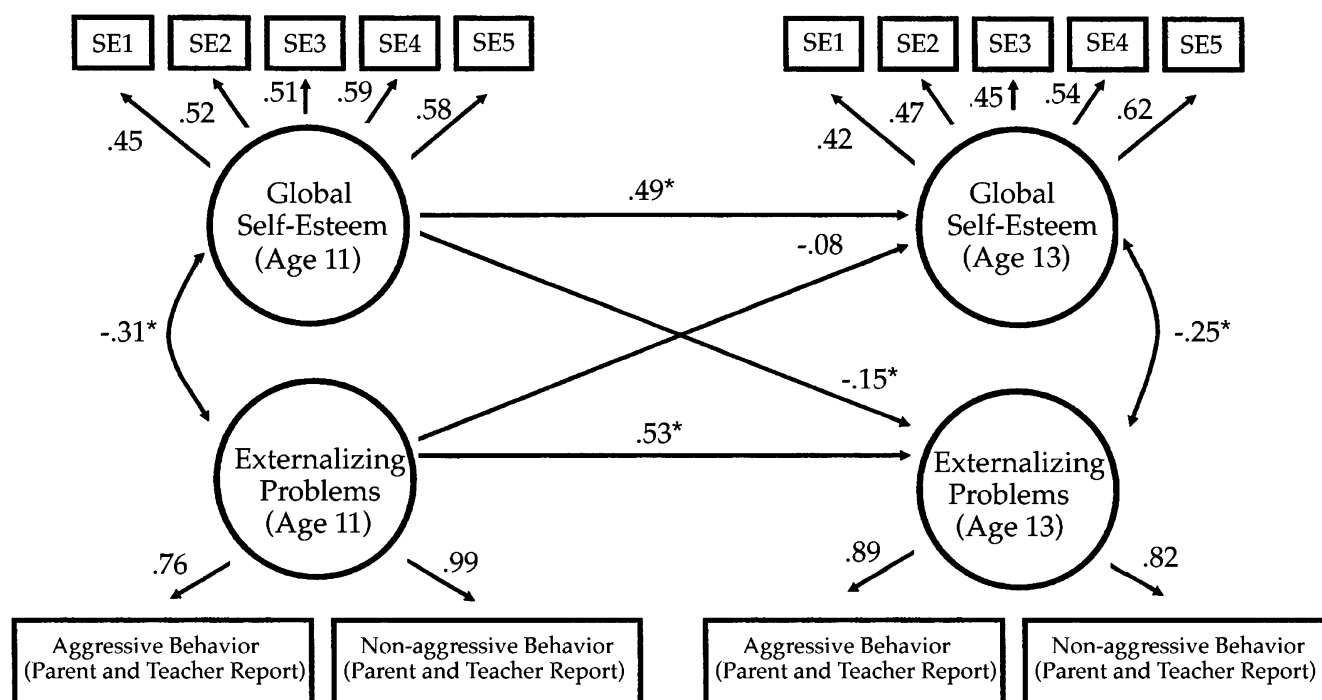 SE1 SE2 SE3 SE4 SE5
SE1 SE2 SE3 SE4 SE5
.45 .52 .51 .59 .58
.42 .47 .45 .54 .62
Global
Self-Esteem
(Age 11)
.49*
-.08
Global
Self-Esteem
(Age 13)
-.31*
-.25*
-.15*
.53*
Externalizing
Problems
(Age 11)
Externalizing
Problems
(Age 13)
.76
.99
.89
.82
Aggressive Behavior
(Parent and Teacher Report)
Non-aggressive Behavior
(Parent and Teacher Report)
Aggressive Behavior
(Parent and Teacher Report)
Non-aggressive Behavior
(Parent and Teacher Report)